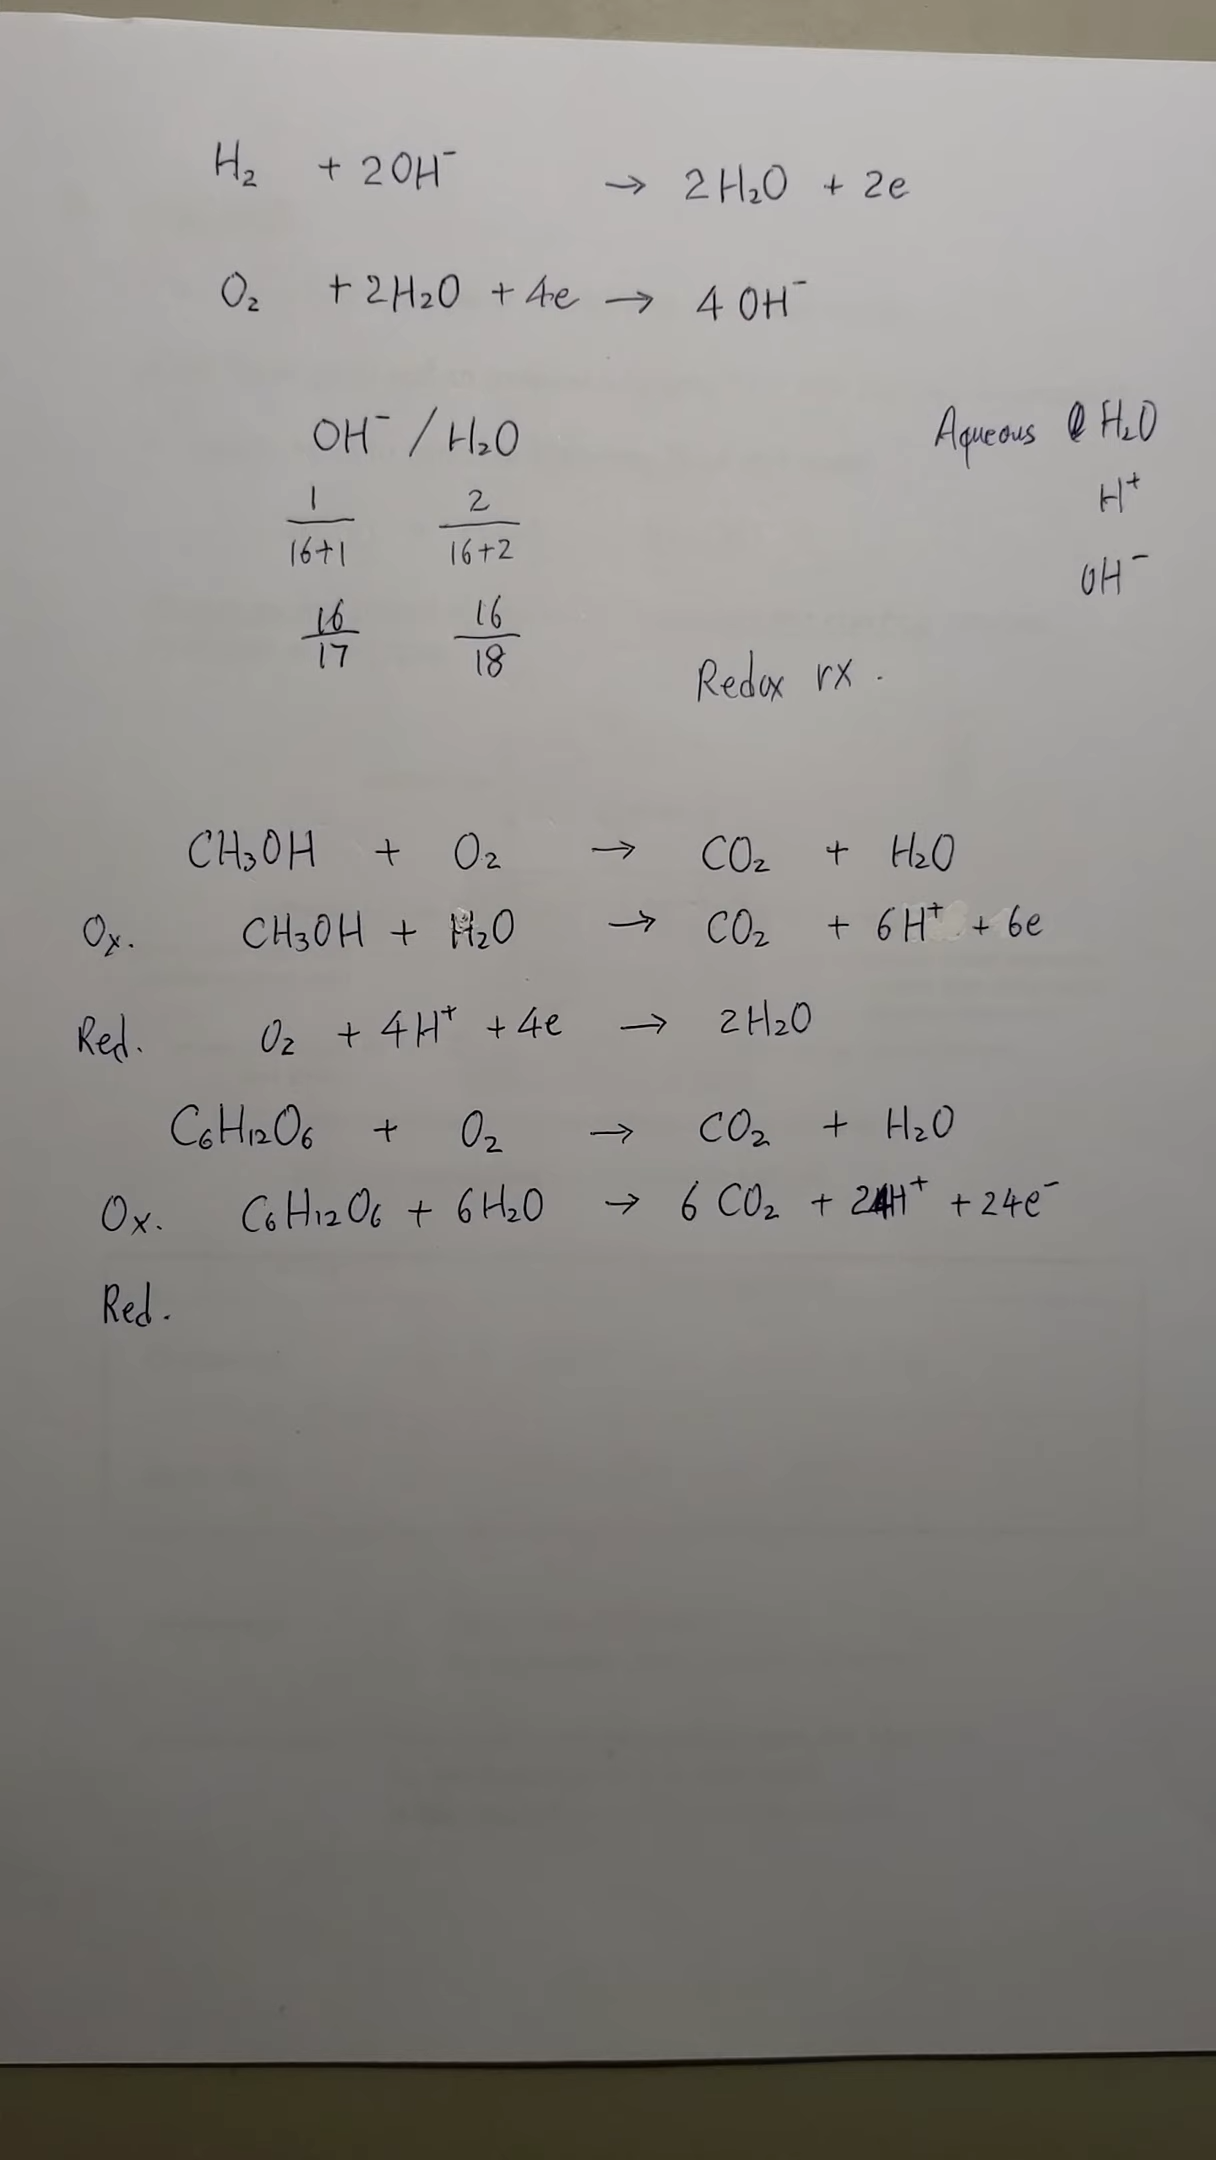 H₂ + 2OH⁻ → 2H₂O + 2e
O₂ + 2H₂O + 4e → 4OH⁻
OH⁻ / H₂O
1/(16+1) 2/(16+2)
16/17 16/18
Aqueous H₂O
H⁺
OH⁻
Redox rx.
CH₃OH + O₂ → CO₂ + H₂O
Ox. CH₃OH + H₂O → CO₂ + 6H⁺ + 6e
Red. O₂ + 4H⁺ + 4e → 2H₂O
C₆H₁₂O₆ + O₂ → CO₂ + H₂O
Ox. C₆H₁₂O₆ + 6H₂O → 6CO₂ + 24H⁺ + 24e⁻
Red.